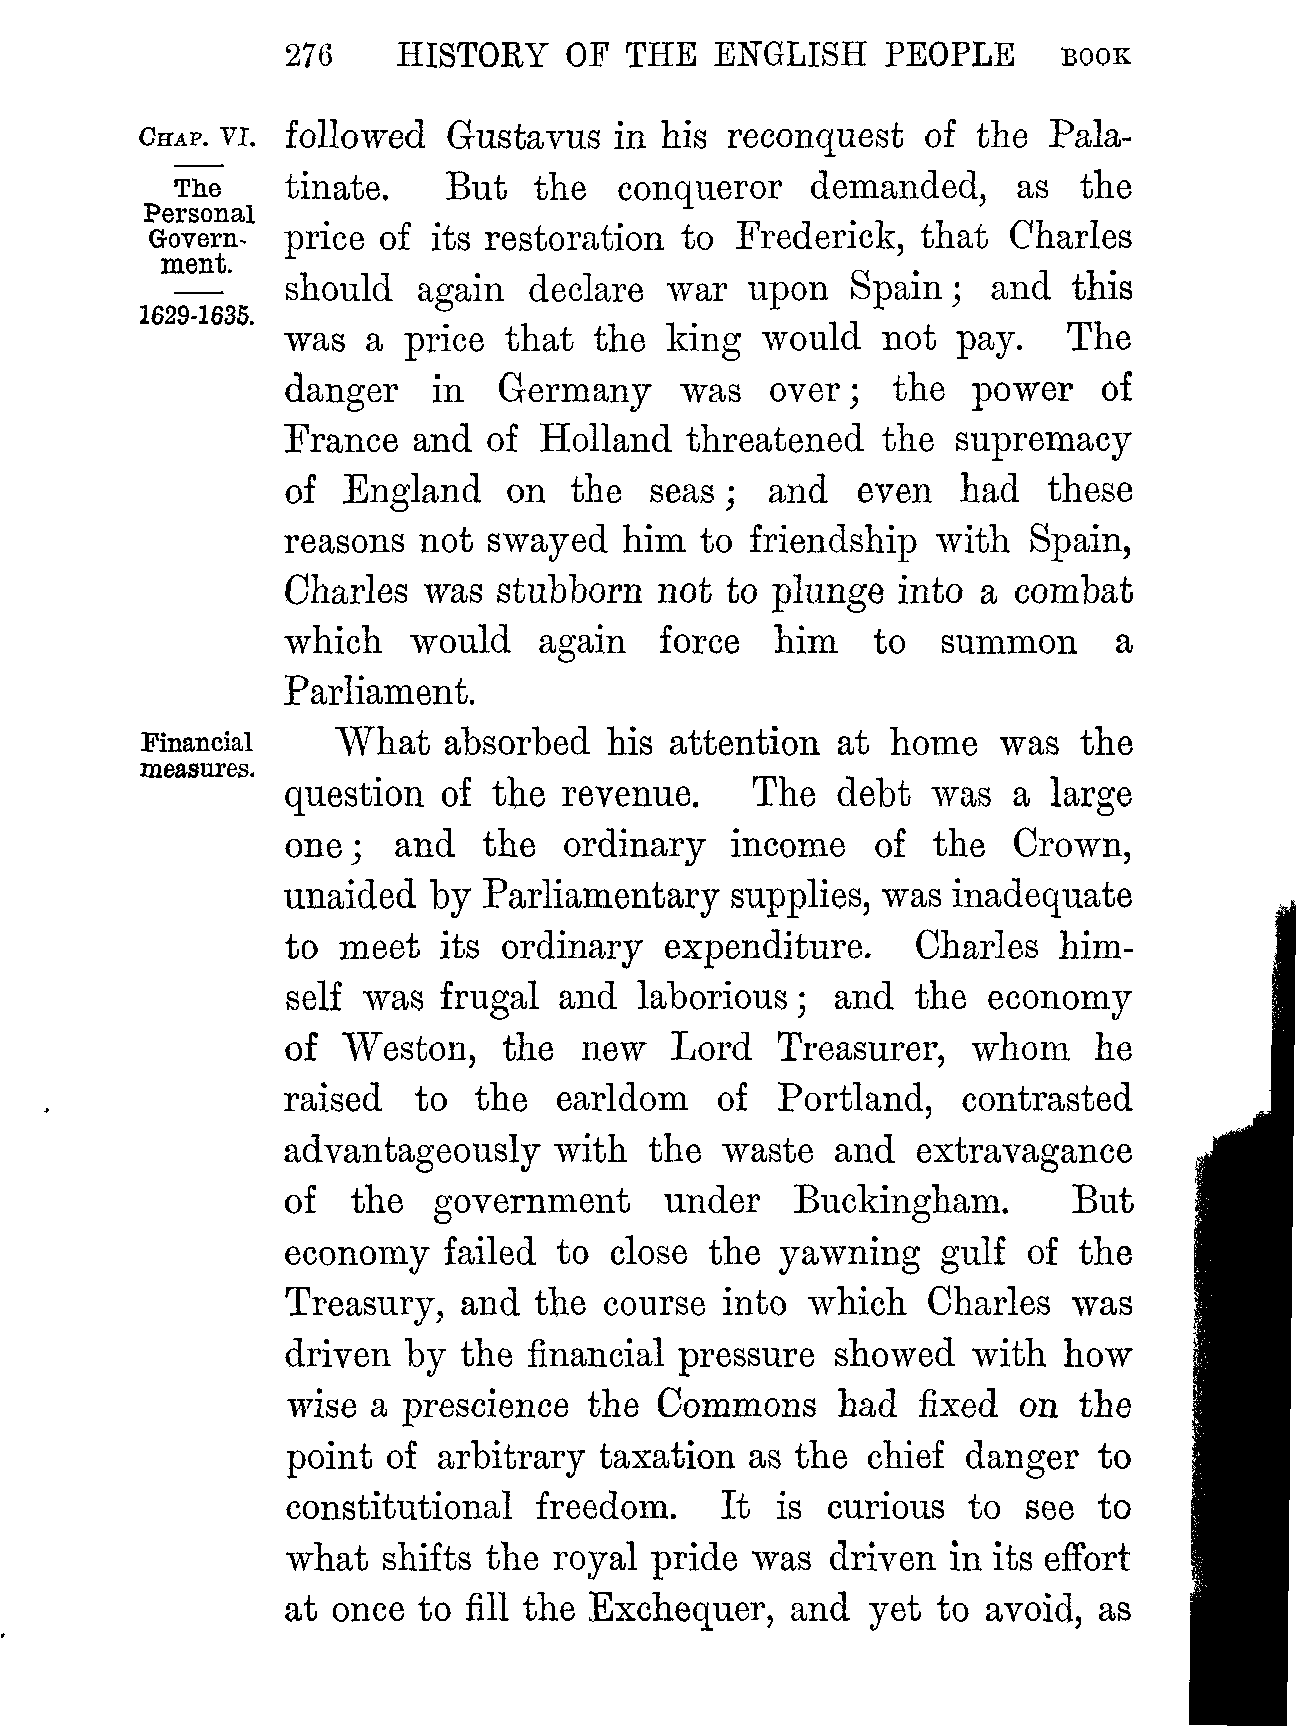 276 HISTORY OF THE ENGLISH PEOPLE BOOK
CHAP. VI.
The
Personal
Govern-
ment.
1629-1635.
followed Gustavus in his reconquest of the Pala-
tinate. But the conqueror demanded, as the
price of its restoration to Frederick, that Charles
should again declare war upon Spain; and this
was a price that the king would not pay. The
danger in Germany was over; the power of
France and of Holland threatened the supremacy
of England on the seas; and even had these
reasons not swayed him to friendship with Spain,
Charles was stubborn not to plunge into a combat
which would again force him to summon a
Parliament.
Financial
measures.
What absorbed his attention at home was the
question of the revenue. The debt was a large
one; and the ordinary income of the Crown,
unaided by Parliamentary supplies, was inadequate
to meet its ordinary expenditure. Charles him-
self was frugal and laborious; and the economy
of Weston, the new Lord Treasurer, whom he
raised to the earldom of Portland, contrasted
advantageously with the waste and extravagance
of the government under Buckingham. But
economy failed to close the yawning gulf of the
Treasury, and the course into which Charles was
driven by the financial pressure showed with how
wise a prescience the Commons had fixed on the
point of arbitrary taxation as the chief danger to
constitutional freedom. It is curious to see to
what shifts the royal pride was driven in its effort
at once to fill the Exchequer, and yet to avoid, as